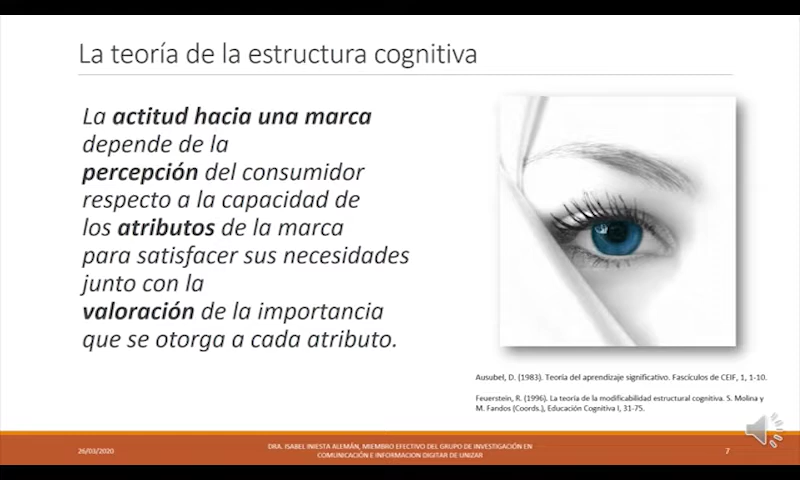 La teoría de la estructura cognitiva
La actitud hacia una marca
depende de la
percepción del consumidor
respecto a la capacidad de
los atributos de la marca
para satisfacer sus necesidades
junto con la
valoración de la importancia
que se otorga a cada atributo.
Ausubel, D. (1983). Teoría del aprendizaje significativo. Fascículos de CEIF, 1, 1-10.
Feuerstein, R. (1996). La teoría de la modificabilidad estructural cognitiva. S. Molina y
M. Fandos (Coords.), Educación Cognitiva I, 31-75.
26/03/2020
DRA. ISABEL INIESTA ALEMÁN, MIEMBRO EFECTIVO DEL GRUPO DE INVESTIGACIÓN EN
COMUNICACIÓN E INFORMACION DIGITAR DE UNIZAR
7